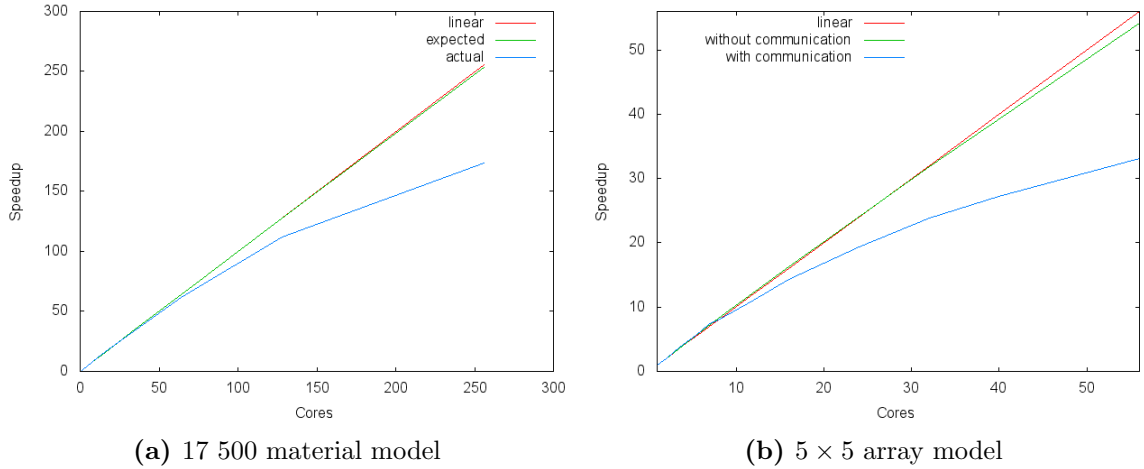 300
250
200
150
100
50
0
Speedup
linear
expected
actual
0 50 100 150 200 250 300
Cores
(a) 17 500 material model
50
40
30
20
10
0
Speedup
linear
without communication
with communication
10 20 30 40 50
Cores
(b) 5 × 5 array model